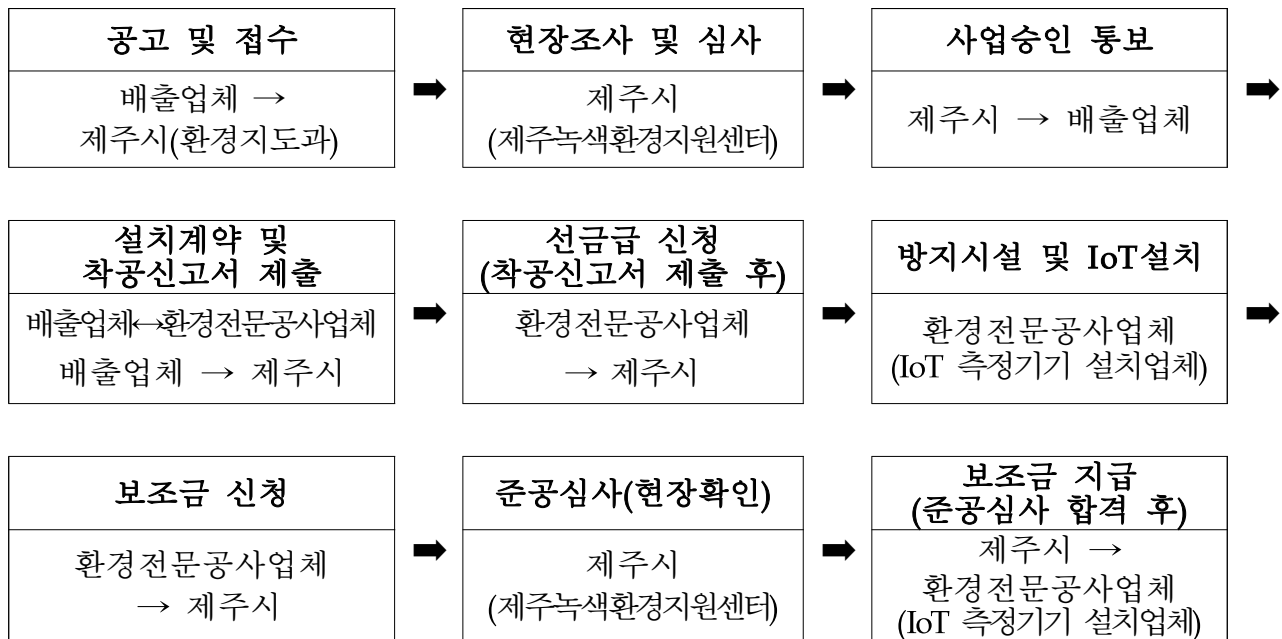 공고 및 접수
배출업체 →
제주시(환경지도과)
➡
현장조사 및 심사
제주시
(제주녹색환경지원센터)
➡
사업승인 통보
제주시 → 배출업체
➡
설치계약 및
착공신고서 제출
배출업체↔환경전문공사업체
배출업체 → 제주시
➡
선금급 신청
(착공신고서 제출 후)
환경전문공사업체
→ 제주시
➡
방지시설 및 IoT설치
환경전문공사업체
(IoT 측정기기 설치업체)
➡
보조금 신청
환경전문공사업체
→ 제주시
➡
준공심사(현장확인)
제주시
(제주녹색환경지원센터)
➡
보조금 지급
(준공심사 합격 후)
제주시 →
환경전문공사업체
(IoT 측정기기 설치업체)